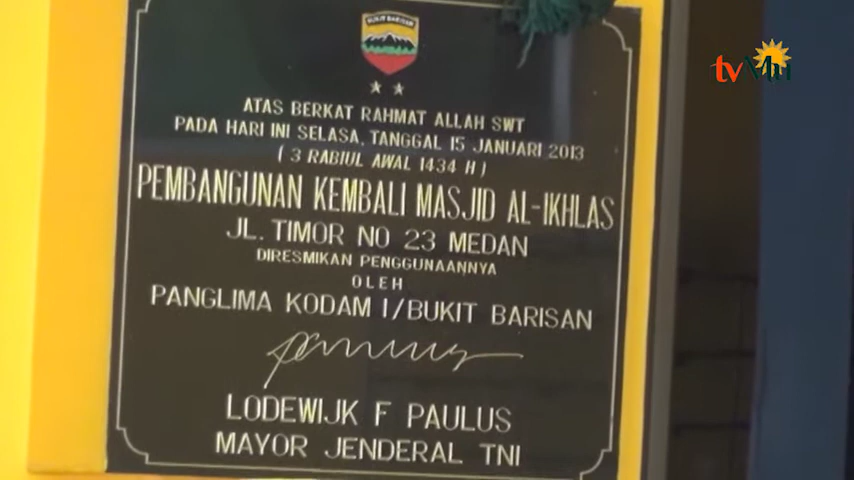 BUKIT BARISAN
tvMu
ATAS BERKAT RAHMAT ALLAH SWT
PADA HARI INI SELASA, TANGGAL 15 JANUARI 2013
( 3 RABIUL AWAL 1434 H )
PEMBANGUNAN KEMBALI MASJID AL-IKHLAS
JL. TIMOR NO 23 MEDAN
DIRESMIKAN PENGGUNAANNYA
OLEH
PANGLIMA KODAM I/BUKIT BARISAN
LODEWIJK F PAULUS
MAYOR JENDERAL TNI